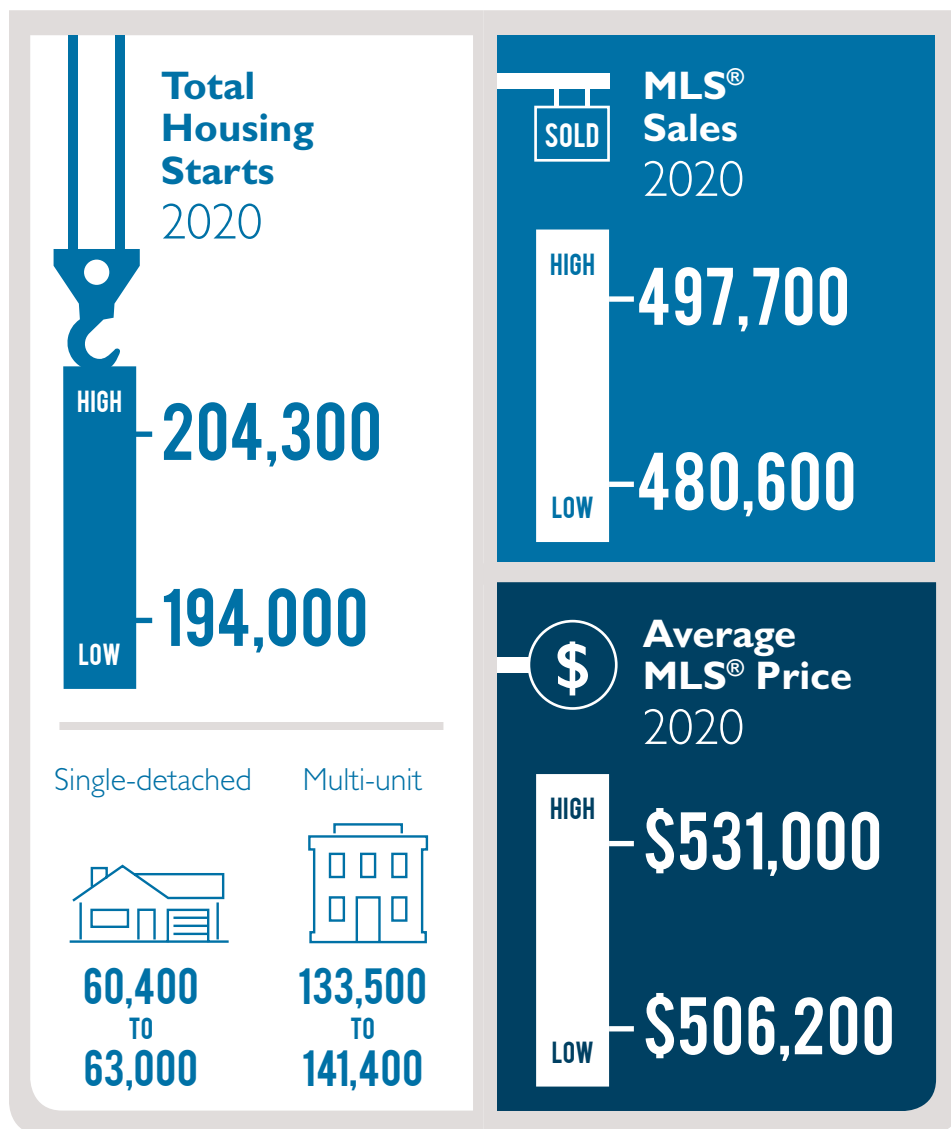 Total
Housing
Starts
2020
HIGH
204,300
194,000
LOW
Single-detached
60,400
TO
63,000
Multi-unit
133,500
TO
141,400
SOLD
MLS®
Sales
2020
HIGH
497,700
480,600
LOW
$
Average
MLS® Price
2020
HIGH
$531,000
$506,200
LOW